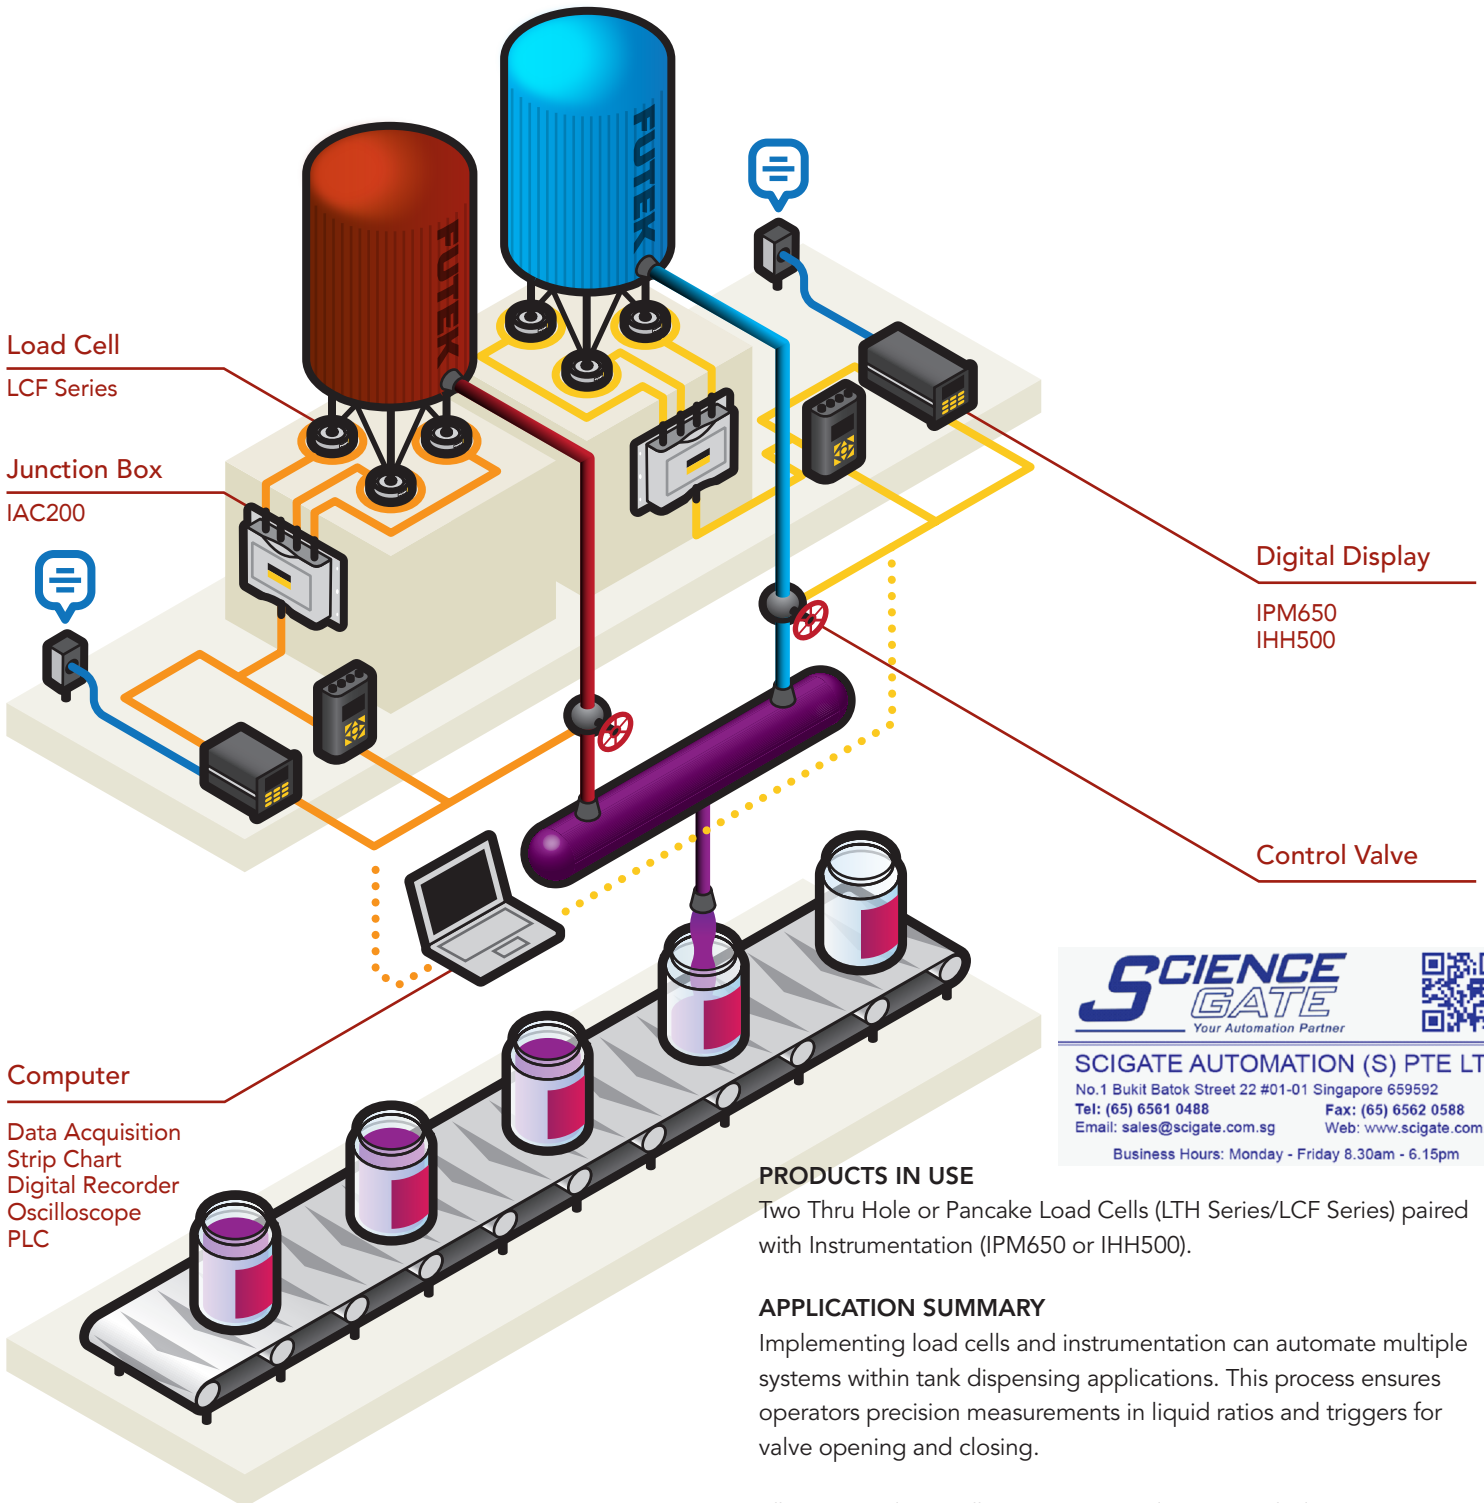 FUTEK
FUTEK
Load Cell
LCF Series
Junction Box
IAC200
Digital Display
IPM650
IHH500
Control Valve
Computer
Data Acquisition
Strip Chart
Digital Recorder
Oscilloscope
PLC
SCIENCE
GATE
Your Automation Partner
SCIGATE AUTOMATION (S) PTE LT
No.1 Bukit Batok Street 22 #01-01 Singapore 659592
Tel: (65) 6561 0488 Fax: (65) 6562 0588
Email: sales@scigate.com.sg Web: www.scigate.com
Business Hours: Monday - Friday 8.30am - 6.15pm
PRODUCTS IN USE
Two Thru Hole or Pancake Load Cells (LTH Series/LCF Series) paired
with Instrumentation (IPM650 or IHH500).
APPLICATION SUMMARY
Implementing load cells and instrumentation can automate multiple
systems within tank dispensing applications. This process ensures
operators precision measurements in liquid ratios and triggers for
valve opening and closing.